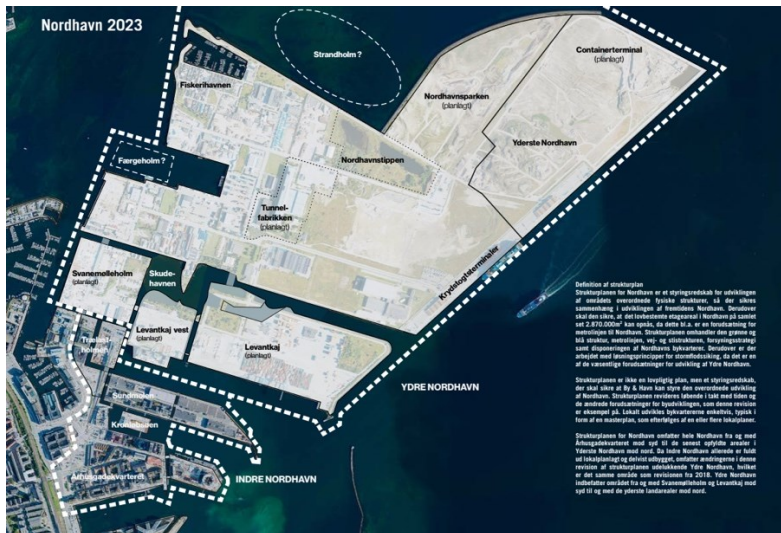 Nordhavn 2023
Strandholm ?
Containerterminal
(planlagt)
Fiskerihavnen
Nordhavnsparken
(planlagt)
Yderste Nordhavn
Nordhavnstippen
Færgeholm ?
Tunnel-
fabrikken
(planlagt)
Krydstogtsterminaler
Svanemølleholm
(planlagt)
Skude-
havnen
Levantkaj vest
(planlagt)
Levantkaj
(planlagt)
Trælast-
holmen
YDRE NORDHAVN
Sundmolen
Kronløbsøen
Århusgadekvarteret
INDRE NORDHAVN
Definition af strukturplan
Strukturplanen for Nordhavn er et styringsredskab for udviklingen
af områdets overordnede fysiske strukturer, så der sikres
sammenhæng i udviklingen af fremtidens Nordhavn. Derudover
skal den sikre, at det lovbestemte etageareal i Nordhavn på samlet
set 2.870.000m² kan opnås, da dette bl.a. er en forudsætning for
metrolinjen til Nordhavn. Strukturplanen omhandler den grønne og
blå struktur, metrolinjen, vej- og stistrukturen, forsyningsstrategi
samt disponeringen af Nordhavns bykvarterer. Derudover er der
arbejdet med løsningsprincipper for stormflodssikring, da det er en
af de væsentlige forudsætninger for udvikling af Ydre Nordhavn.
Strukturplanen er ikke en lovpligtig plan, men et styringsredskab,
der skal sikre at By & Havn kan styre den overordnede udvikling
af Nordhavn. Strukturplanen revideres løbende i takt med tiden og
de ændrede forudsætninger for byudviklingen, som denne revision
er eksempel på. Lokalt udvikles bykvartererne enkeltvis, typisk i
form af en masterplan, som efterfølges af en eller flere lokalplaner.
Strukturplanen for Nordhavn omfatter hele Nordhavn fra og med
Århusgadekvarteret mod syd til de senest opfyldte arealer i
Yderste Nordhavn mod nord. Da Indre Nordhavn allerede er fuldt
ud lokalplanlagt og delvist udbygget, omfatter ændringerne i denne
revision af strukturplanen udelukkende Ydre Nordhavn, hvilket
er det samme område som revisionen fra 2018. Ydre Nordhavn
indbefatter området fra og med Svanemølleholm og Levantkaj mod
syd til og med de yderste landarealer mod nord.